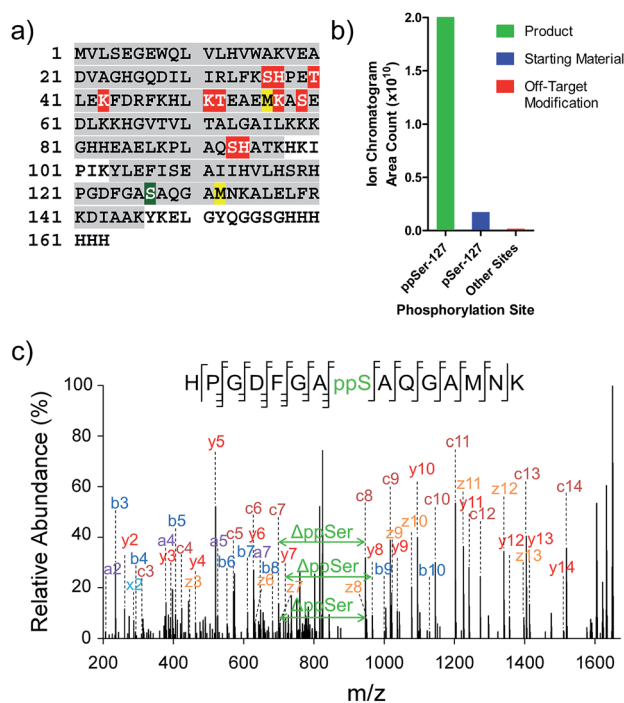 a)
1 MVLSEGEWQL VLHVWAKVEA
21 DVAGHGQDIL IRLFKSHPET
41 LEKFDRFKHL KTEAEMKASE
61 DLKKHGVTVL TALGAILKKK
81 GHHEAELKPL AQSHATKHKI
101 PIKYLEFISE AIIHVLHSRH
121 PGDFGASAQG AMNKALELFR
141 KDIAAKYKEL GYQGGSGHHH
161 HHH
b)
Ion Chromatogram
Area Count (x10^10)
2.0
1.5
1.0
0.5
0.0
Product
Starting Material
Off-Target
Modification
ppSer-127
pSer-127
Other Sites
Phosphorylation Site
c)
H P G D F G A ppS A Q G A M N K
Relative Abundance (%)
100
80
60
40
20
0
c11
y5
b3
y2
b4
c3
a2
x2
a4
y3
b5
c4
z3
y4
a5
c5
b6
c6
y6
b7
a7
z6
b8
c7
y7
z7
ΔppSer
ΔppSer
ΔppSer
c8
z8
y8
b9
c9
z9
y9
y10
z10
b10
c10
z11
y11
c12
z12
y12
c13
y13
z13
y14
c14
200 400 600 800 1000 1200 1400 1600
m/z